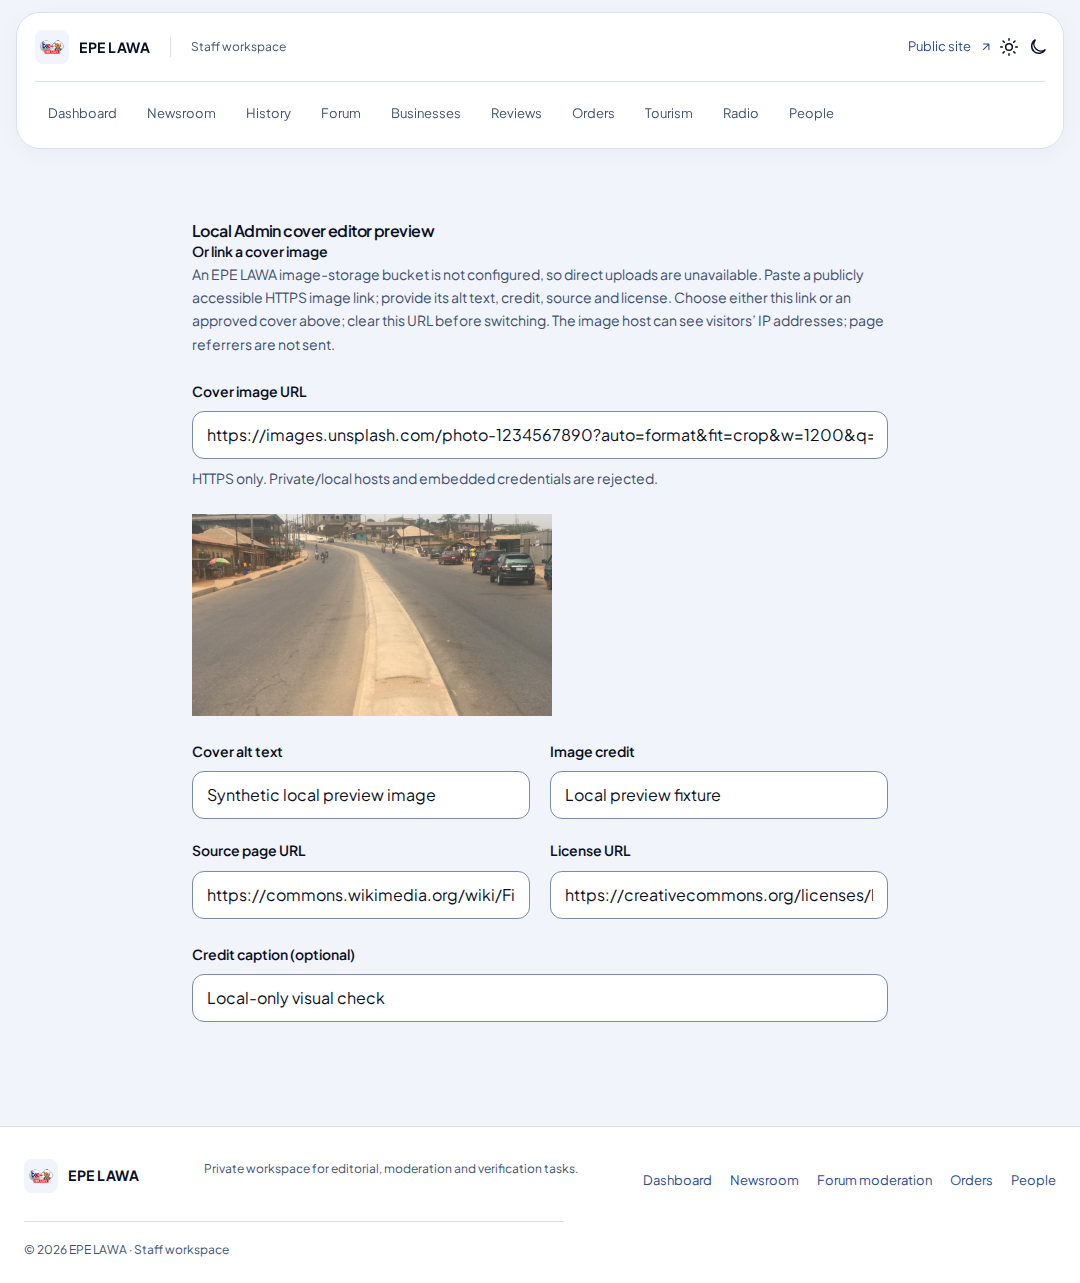 EPE LAWA
Staff workspace
Public site
Dashboard Newsroom History Forum Businesses Reviews Orders Tourism Radio People
Local Admin cover editor preview
Or link a cover image
An EPE LAWA image-storage bucket is not configured, so direct uploads are unavailable. Paste a publicly
accessible HTTPS image link; provide its alt text, credit, source and license. Choose either this link or an
approved cover above; clear this URL before switching. The image host can see visitors’ IP addresses; page
referrers are not sent.
Cover image URL
https://images.unsplash.com/photo-1234567890?auto=format&fit=crop&w=1200&q=
HTTPS only. Private/local hosts and embedded credentials are rejected.
Cover alt text
Synthetic local preview image
Image credit
Local preview fixture
Source page URL
https://commons.wikimedia.org/wiki/Fi
License URL
https://creativecommons.org/licenses/
Credit caption (optional)
Local-only visual check
EPE LAWA
Private workspace for editorial, moderation and verification tasks.
Dashboard Newsroom Forum moderation Orders People
© 2026 EPE LAWA · Staff workspace